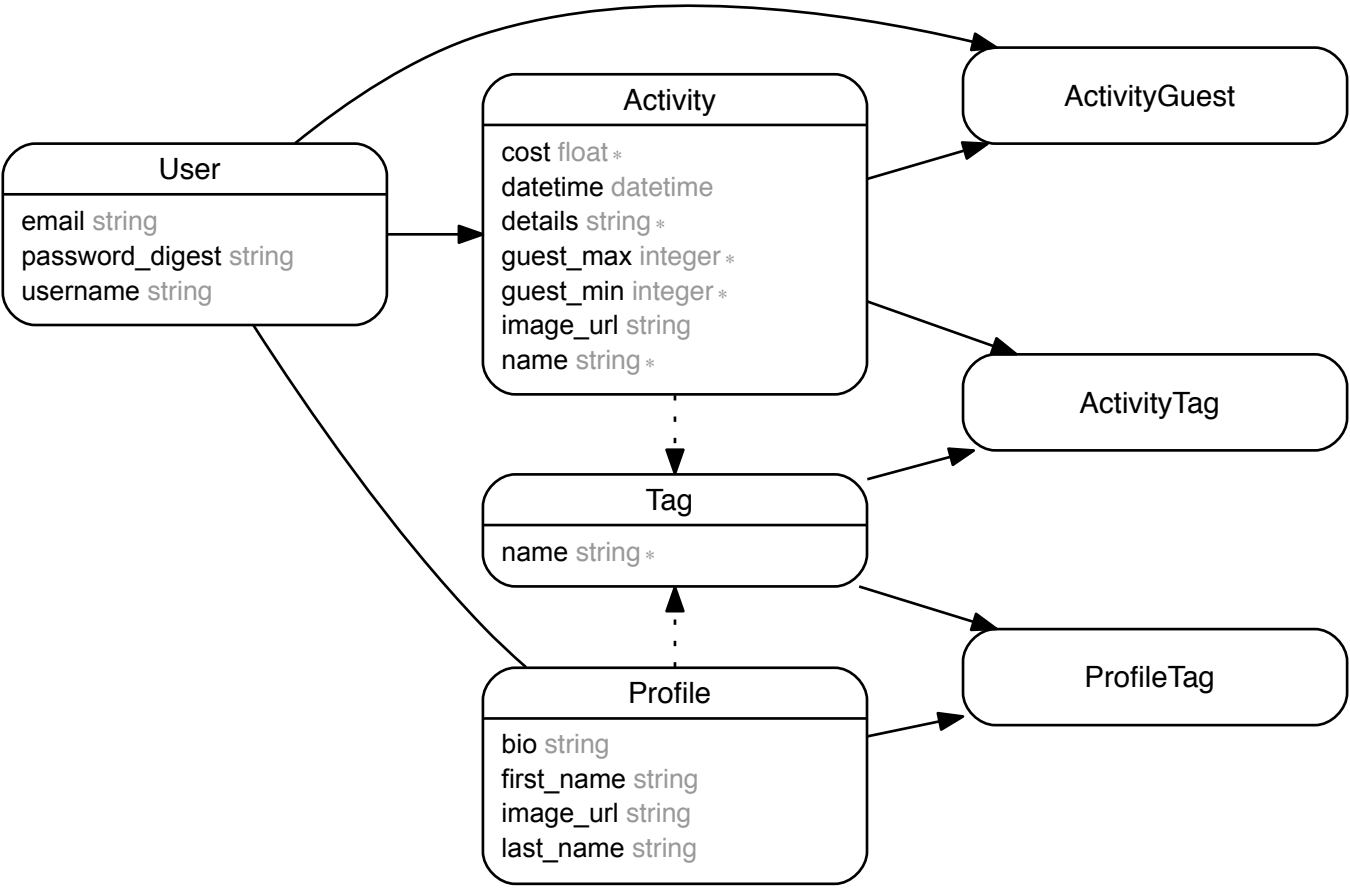 User
email string
password_digest string
username string
Activity
cost float *
datetime datetime
details string *
guest_max integer *
guest_min integer *
image_url string
name string *
Tag
name string *
Profile
bio string
first_name string
image_url string
last_name string
ActivityGuest
ActivityTag
ProfileTag